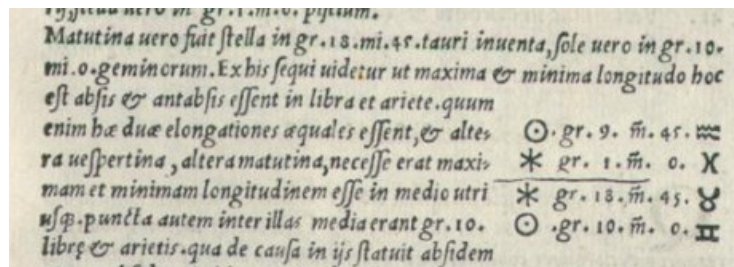 Matutina uero fuit stella in gr.18.mi.45.tauri inuenta, sole uero in gr.10.
mi.0.geminorum. Ex his sequi uidetur ut maxima & minima longitudo hoc
est absis & antabsis essent in libra et ariete. quum
enim hæ duæ elongationes æquales essent, & alte-
ra uespertina, altera matutina, necesse erat maxi-
mam et minimam longitudinem esse in medio utri
usq;. puncta autem inter illas media erant gr.10.
librę & arietis. qua de causa in ijs statuit absidem
☉. gr. 9. m̄. 45. ♒
✶ gr. 1. m̄. 0. ♓
✶ gr. 18. m̄. 45. ♉
☉ .gr. 10. m̄. 0. ♊